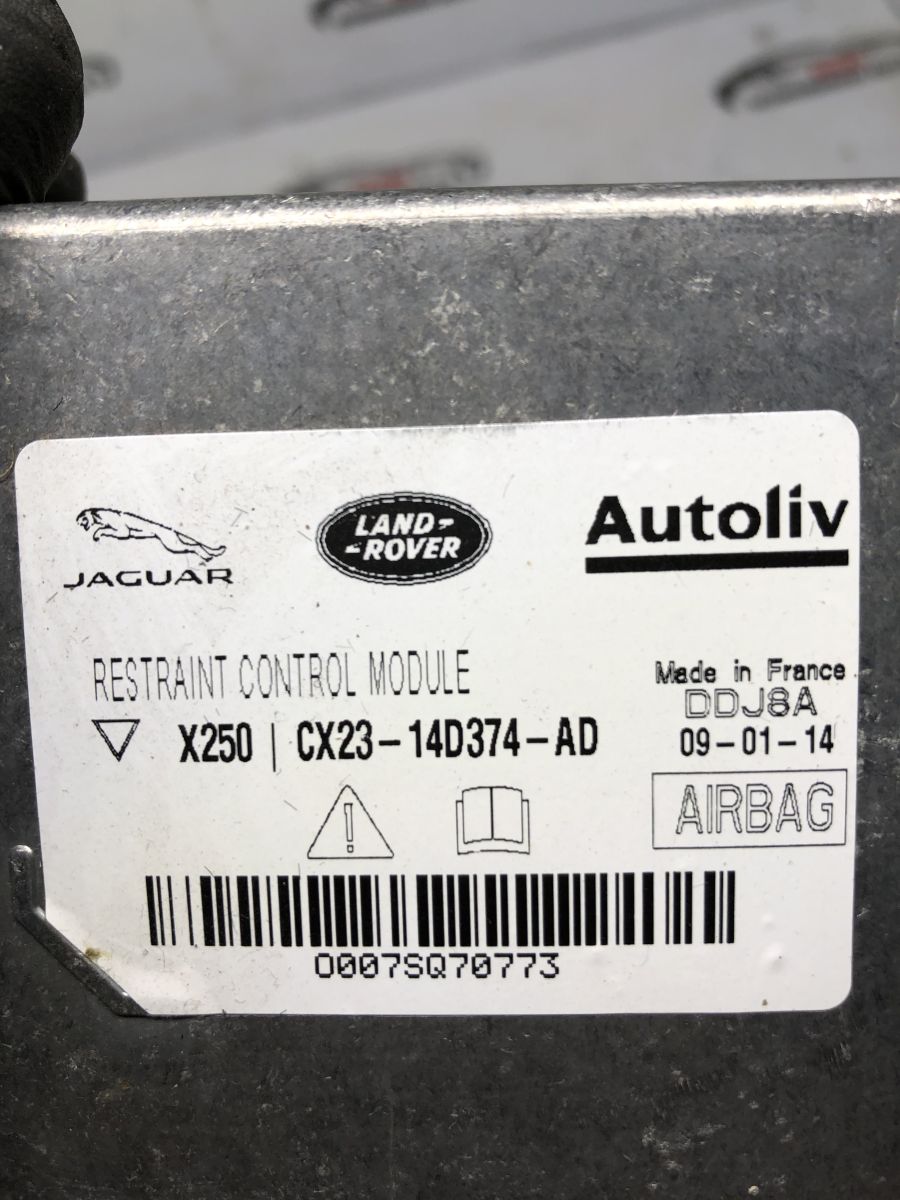 JAGUAR
LAND-
-ROVER
Autoliv
RESTRAINT CONTROL MODULE
Made in France
DDJ8A
X250 | CX23-14D374-AD
09-01-14
AIRBAG
0007SQ70773